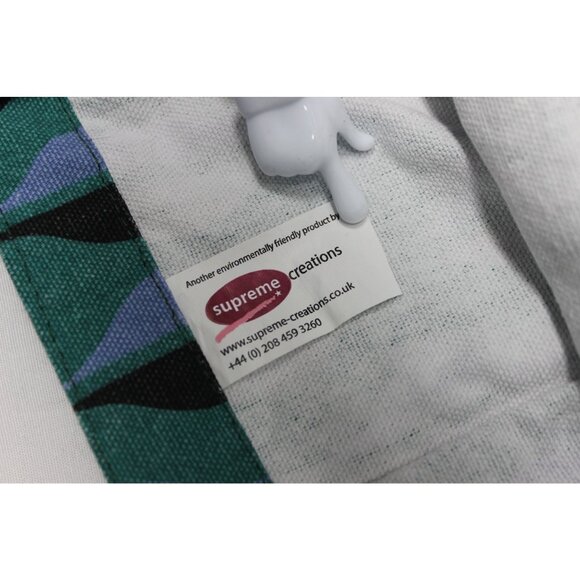 Another environmentally friendly product by
supreme creations
www.supreme-creations.co.uk
+44 (0) 208 459 3260